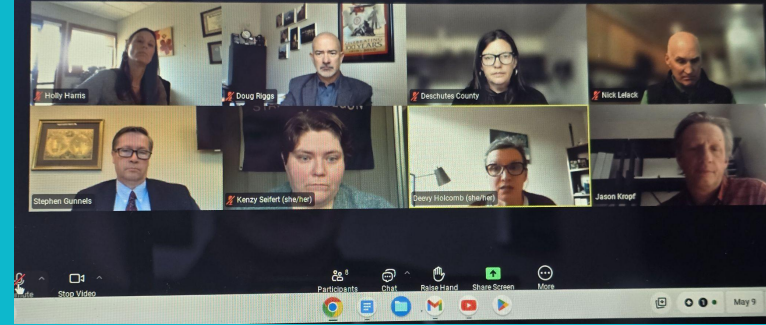 Holly Harris
Doug Riggs
Deschutes County
Nick Lelack
Stephen Gunnels
Kenzy Seifert (she/her)
Deevy Holcomb (she/her)
Jason Kropf
Stop Video
Participants
8
Chat
Raise Hand
Share Screen
More
May 9